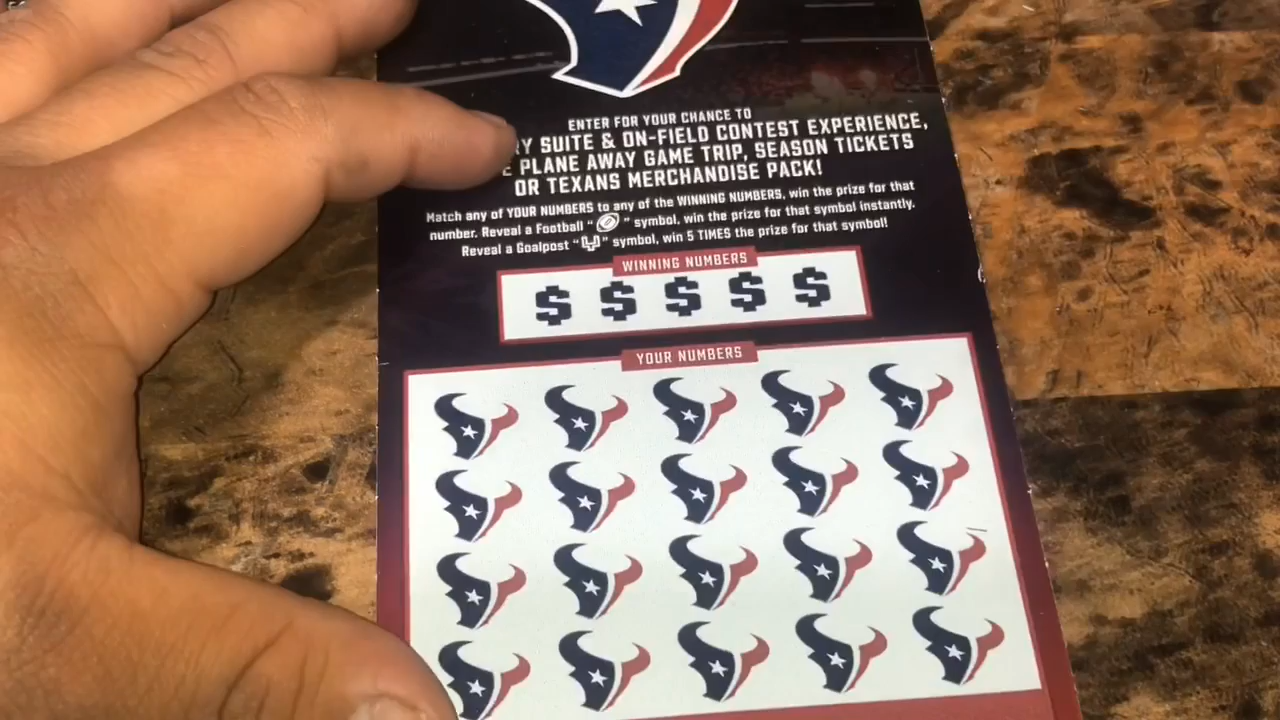 ENTER FOR YOUR CHANCE TO
SUITE & ON-FIELD CONTEST EXPERIENCE,
PLANE AWAY GAME TRIP, SEASON TICKETS
OR TEXANS MERCHANDISE PACK!
Match any of YOUR NUMBERS to any of the WINNING NUMBERS, win the prize for that
number. Reveal a Football " " symbol, win the prize for that symbol instantly.
Reveal a Goalpost " " symbol, win 5 TIMES the prize for that symbol!
WINNING NUMBERS
$ $ $ $ $
YOUR NUMBERS